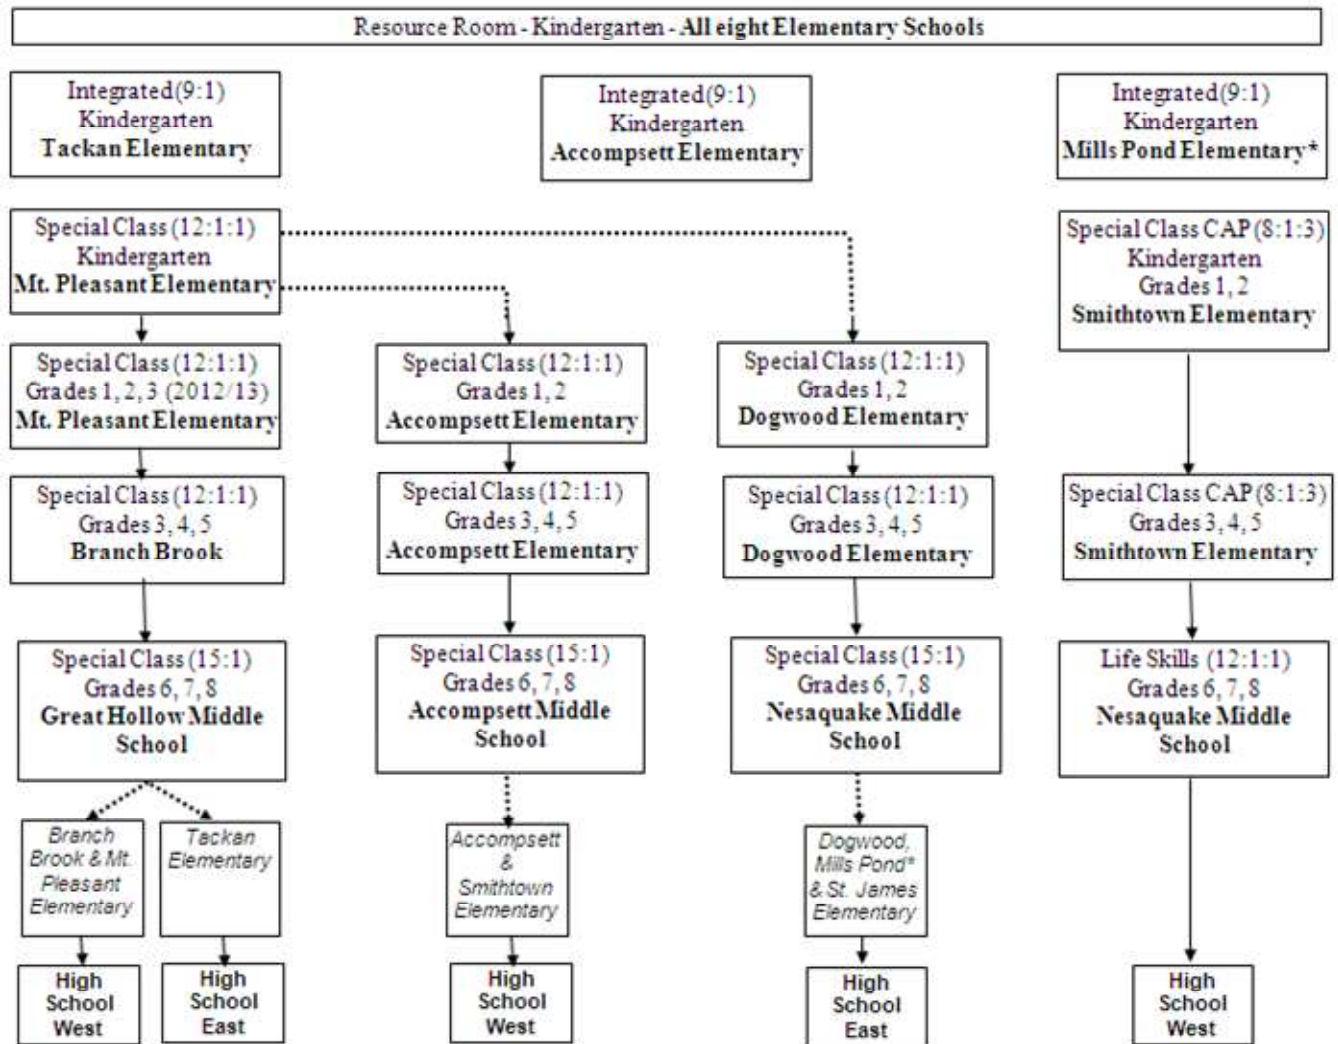 Resource Room - Kindergarten - All eight Elementary Schools
Integrated (9:1)
Kindergarten
Tackan Elementary
Integrated (9:1)
Kindergarten
Accompsett Elementary
Integrated (9:1)
Kindergarten
Mills Pond Elementary*
Special Class (12:1:1)
Kindergarten
Mt. Pleasant Elementary
Special Class CAP (8:1:3)
Kindergarten
Grades 1, 2
Smithtown Elementary
Special Class (12:1:1)
Grades 1, 2, 3 (2012/13)
Mt. Pleasant Elementary
Special Class (12:1:1)
Grades 1, 2
Accompsett Elementary
Special Class (12:1:1)
Grades 1, 2
Dogwood Elementary
Special Class (12:1:1)
Grades 3, 4, 5
Branch Brook
Special Class (12:1:1)
Grades 3, 4, 5
Accompsett Elementary
Special Class (12:1:1)
Grades 3, 4, 5
Dogwood Elementary
Special Class CAP (8:1:3)
Grades 3, 4, 5
Smithtown Elementary
Special Class (15:1)
Grades 6, 7, 8
Great Hollow Middle
School
Special Class (15:1)
Grades 6, 7, 8
Accompsett Middle
School
Special Class (15:1)
Grades 6, 7, 8
Nesaquake Middle
School
Life Skills (12:1:1)
Grades 6, 7, 8
Nesaquake Middle
School
Branch
Brook & Mt.
Pleasant
Elementary
Tackan
Elementary
Accompsett
&
Smithtown
Elementary
Dogwood,
Mills Pond*
& St. James
Elementary
High
School
West
High
School
East
High
School
West
High
School
East
High
School
West